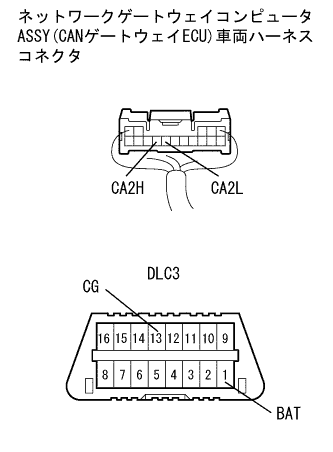 ネットワークゲートウェイコンピュータ
ASSY(CANゲートウェイECU)車両ハーネス
コネクタ
CA2H CA2L
DLC3
CG
16 15 14 13 12 11 10 9
8 7 6 5 4 3 2 1
BAT